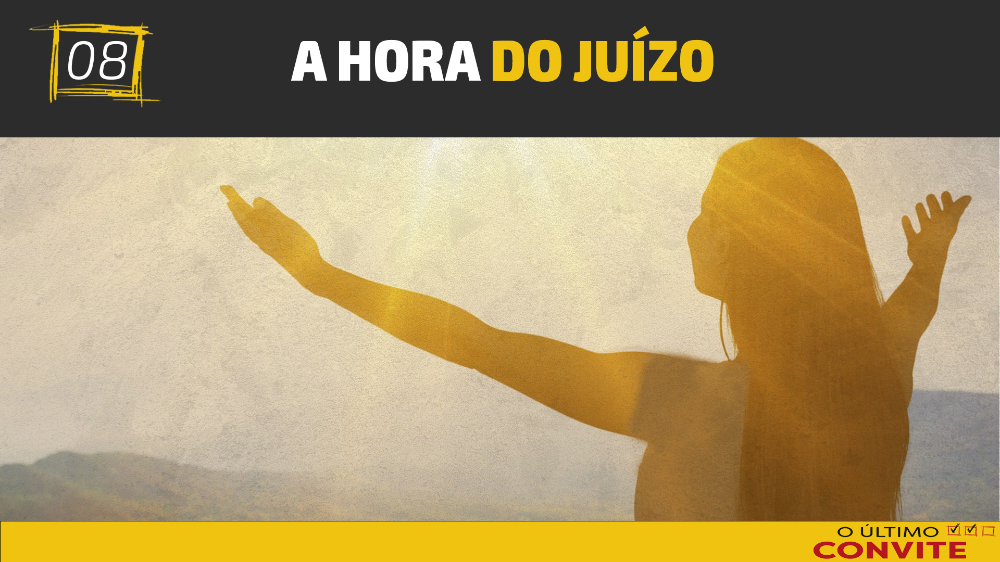 08
A HORA DO JUÍZO
O ÚLTIMO
CONVITE